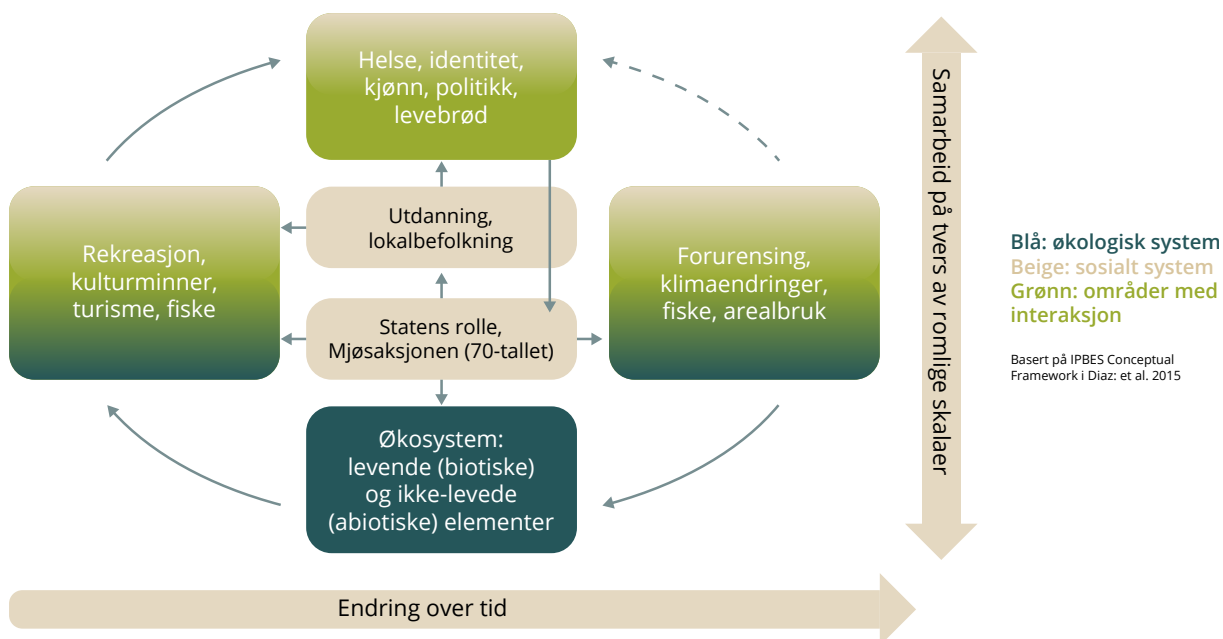 Helse, identitet,
kjønn, politikk,
levebrød
Utdanning,
lokalbefolkning
Rekreasjon,
kulturminner,
turisme, fiske
Statens rolle,
Mjøsaksjonen (70-tallet)
Forurensing,
klimaendringer,
fiske, arealbruk
Økosystem:
levende (biotiske)
og ikke-levede
(abiotiske) elementer
Endring over tid
Samarbeid på tvers av romlige skalaer
Blå: økologisk system
Beige: sosialt system
Grønn: områder med
interaksjon
Basert på IPBES Conceptual
Framework i Diaz: et al. 2015